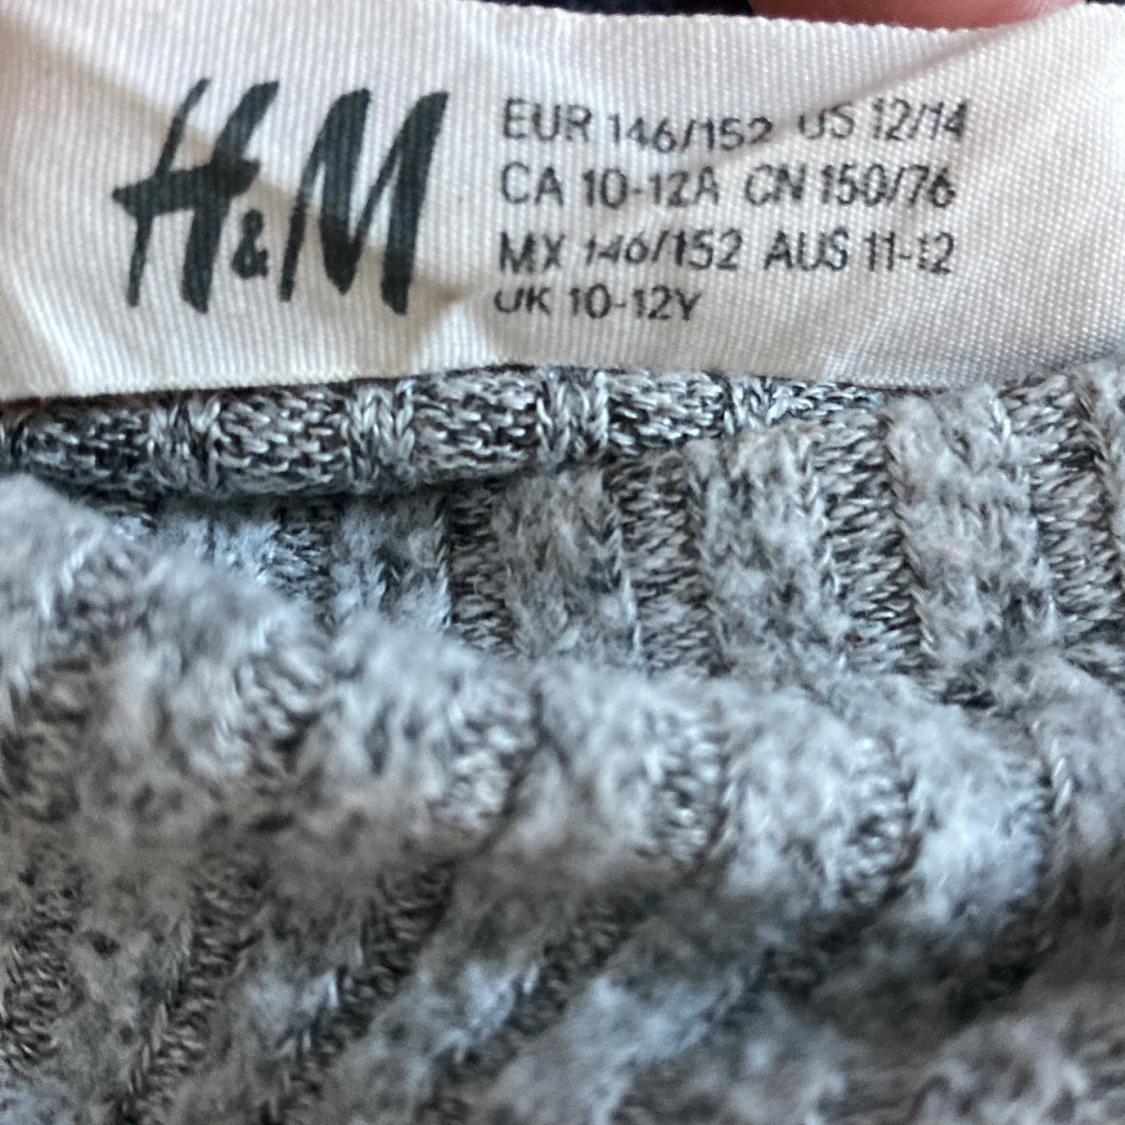 H&M
EUR 146/152 US 12/14
CA 10-12A CN 150/76
MX 146/152 AUS 11-12
UK 10-12Y